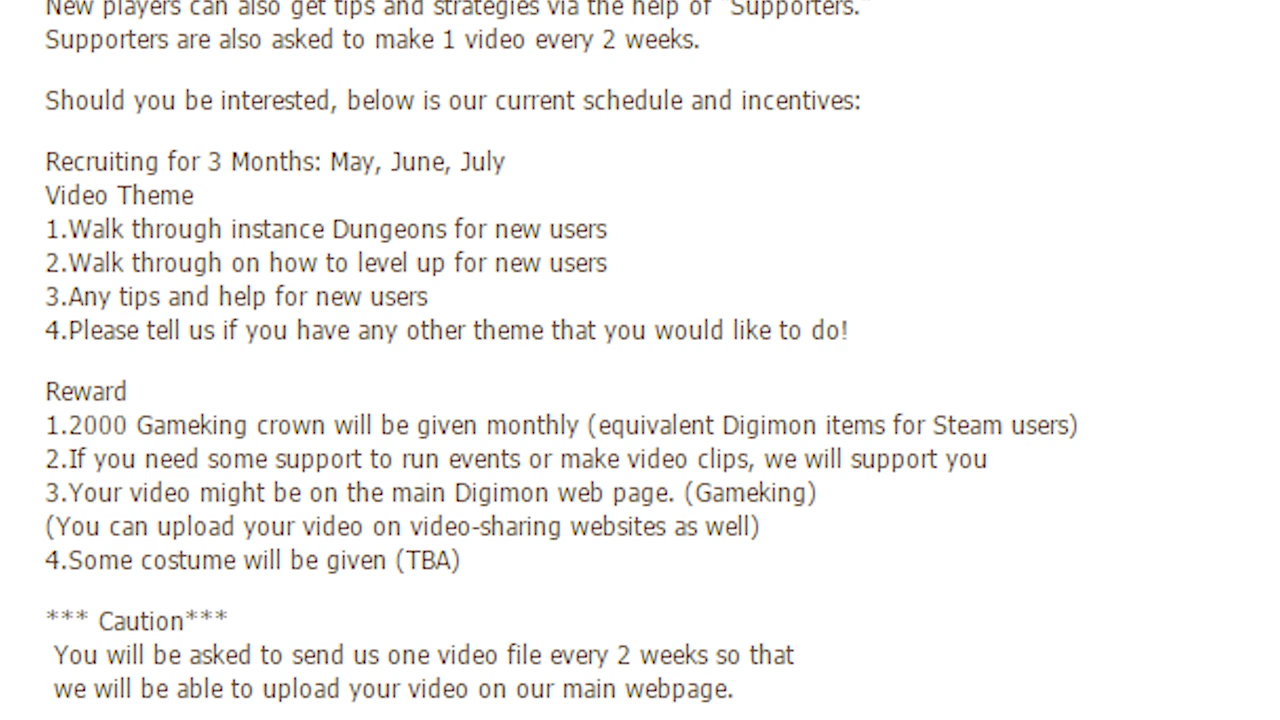 New players can also get tips and strategies via the help of "Supporters."
Supporters are also asked to make 1 video every 2 weeks.
Should you be interested, below is our current schedule and incentives:
Recruiting for 3 Months: May, June, July
Video Theme
1.Walk through instance Dungeons for new users
2.Walk through on how to level up for new users
3.Any tips and help for new users
4.Please tell us if you have any other theme that you would like to do!
Reward
1.2000 Gameking crown will be given monthly (equivalent Digimon items for Steam users)
2.If you need some support to run events or make video clips, we will support you
3.Your video might be on the main Digimon web page. (Gameking)
(You can upload your video on video-sharing websites as well)
4.Some costume will be given (TBA)
*** Caution***
You will be asked to send us one video file every 2 weeks so that
we will be able to upload your video on our main webpage.